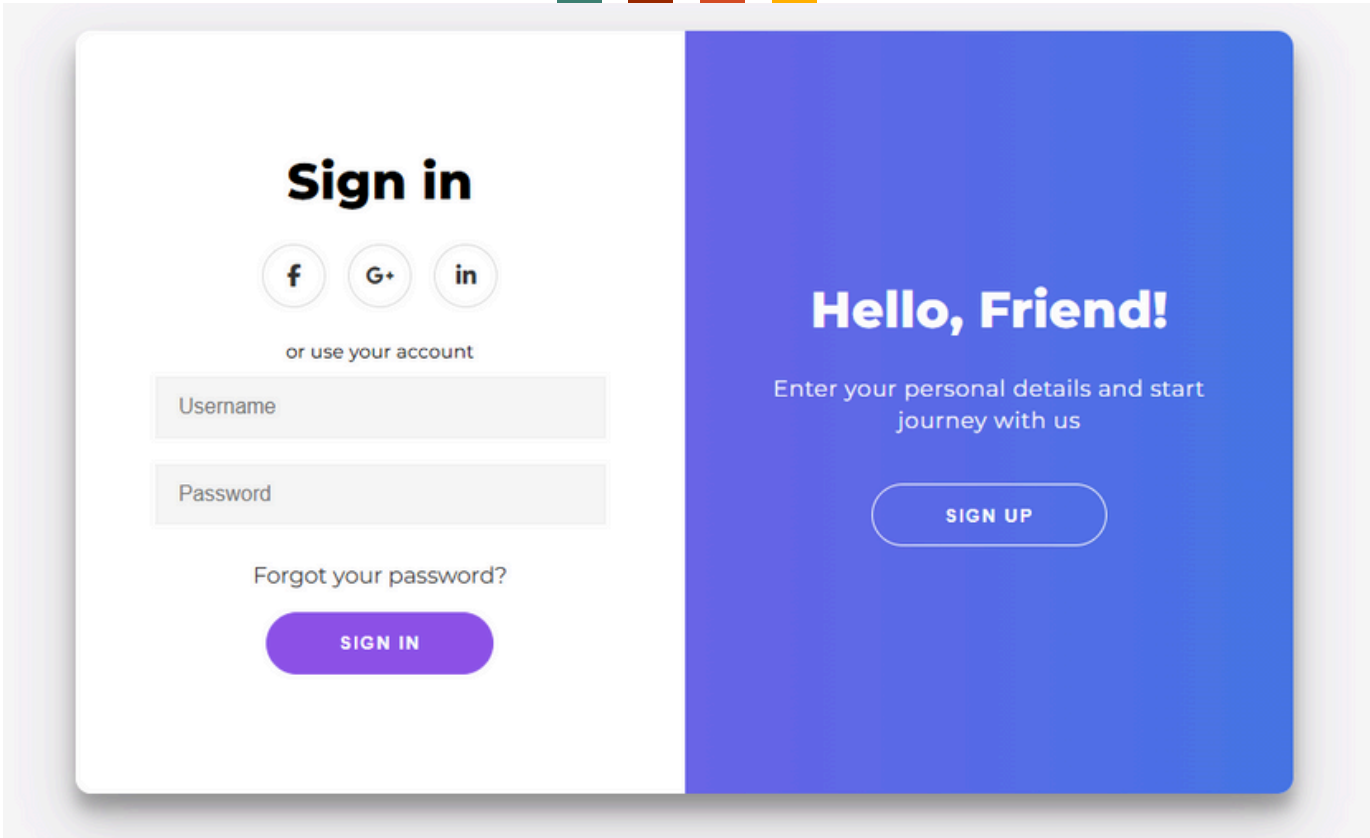 Sign in
f G+ in
or use your account
Username
Password
Forgot your password?
SIGN IN
Hello, Friend!
Enter your personal details and start
journey with us
SIGN UP